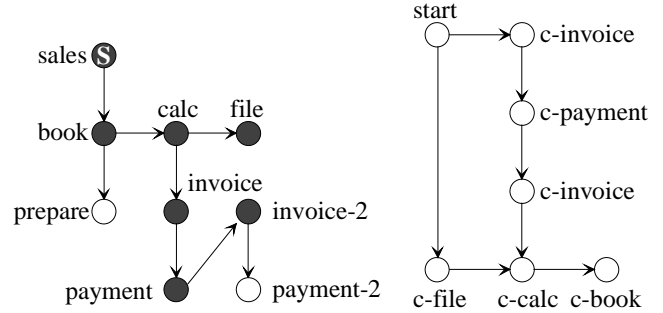 start
sales
S
c-invoice
calc
file
book
c-payment
invoice
prepare
invoice-2
c-invoice
payment
payment-2
c-file
c-calc
c-book